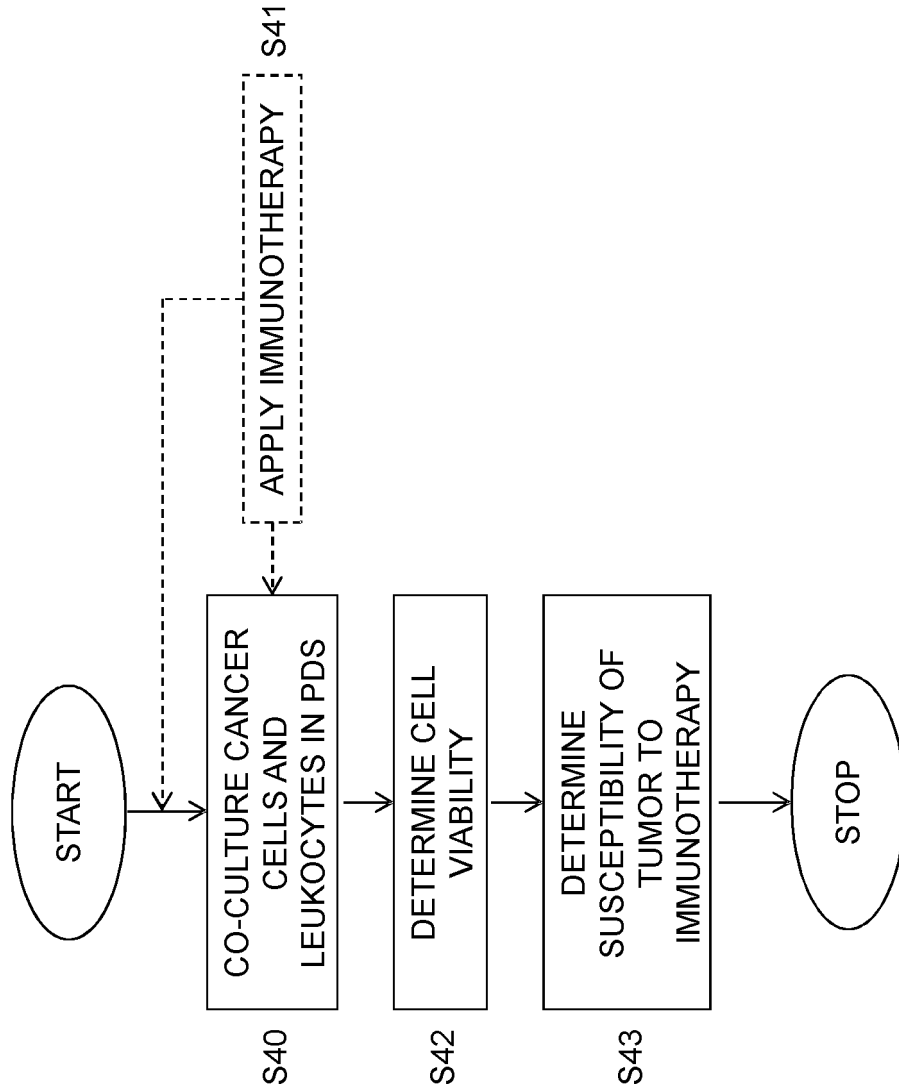 START
S41
APPLY IMMUNOTHERAPY
S40
CO-CULTURE CANCER
CELLS AND
LEUKOCYTES IN PDS
S42
DETERMINE CELL
VIABILITY
S43
DETERMINE
SUSCEPTIBILITY OF
TUMOR TO
IMMUNOTHERAPY
STOP